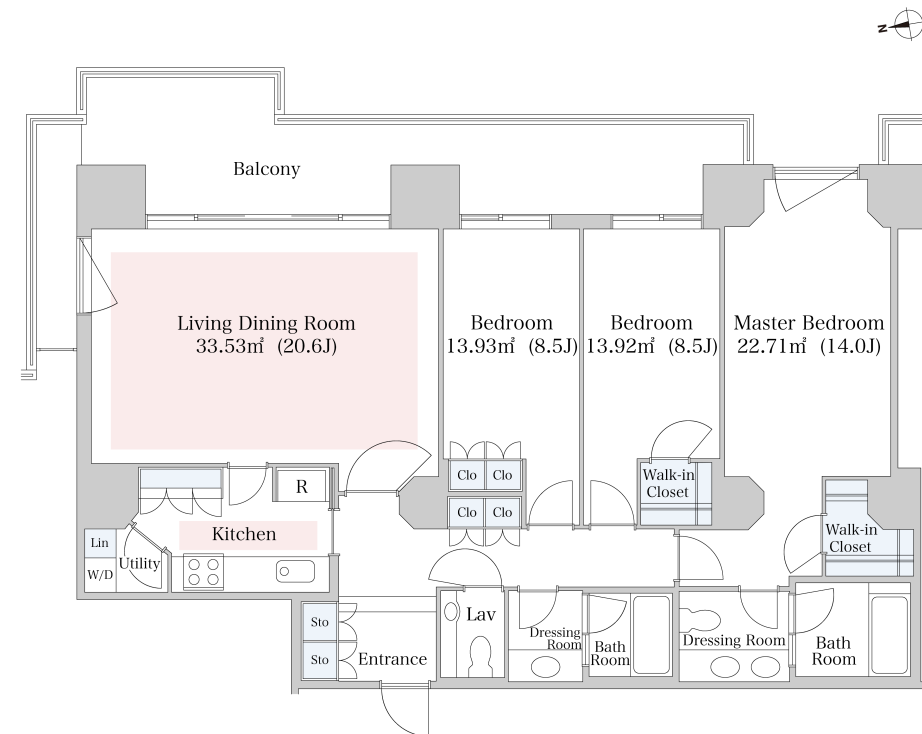 N
Balcony
Living Dining Room
33.53㎡ (20.6J)
Bedroom
13.93㎡ (8.5J)
Bedroom
13.92㎡ (8.5J)
Master Bedroom
22.71㎡ (14.0J)
Clo
Clo
Clo
Clo
Walk-in
Closet
R
Kitchen
Lin
W/D
Utility
Walk-in
Closet
Sto
Sto
Entrance
Lav
Dressing
Room
Bath
Room
Dressing Room
Bath
Room